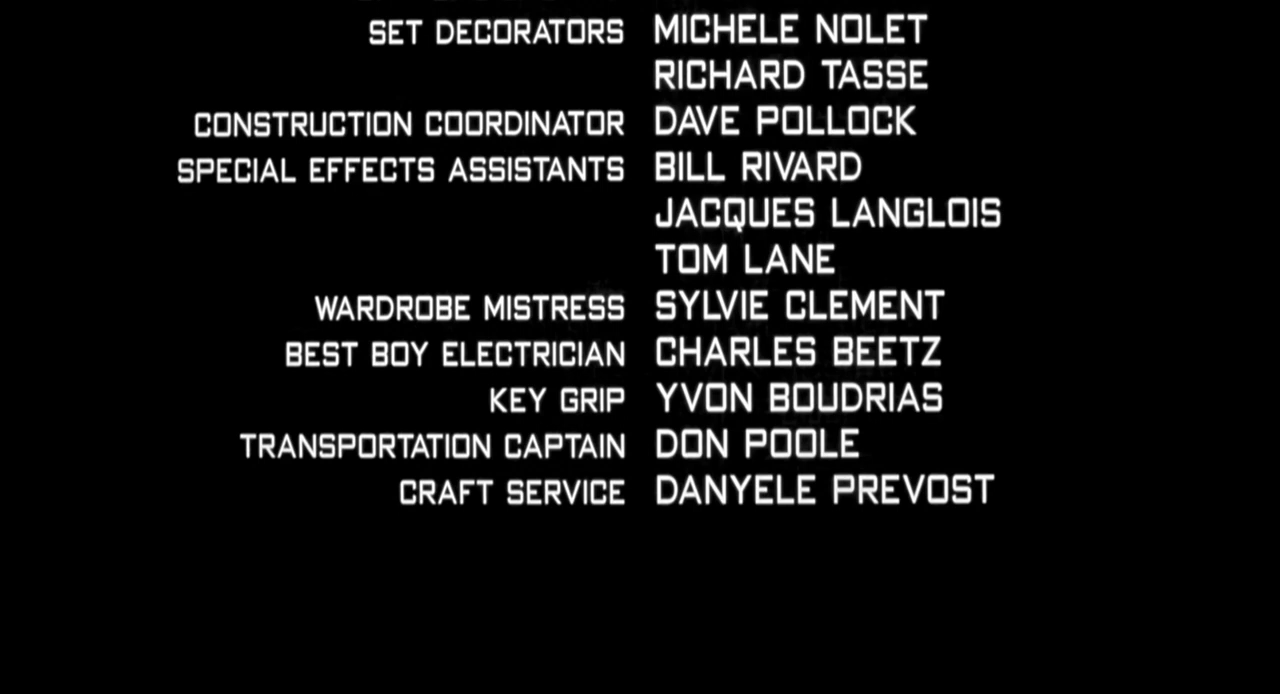 SET DECORATORS MICHELE NOLET
RICHARD TASSE
CONSTRUCTION COORDINATOR DAVE POLLOCK
SPECIAL EFFECTS ASSISTANTS BILL RIVARD
JACQUES LANGLOIS
TOM LANE
WARDROBE MISTRESS SYLVIE CLEMENT
BEST BOY ELECTRICIAN CHARLES BEETZ
KEY GRIP YVON BOUDRIAS
TRANSPORTATION CAPTAIN DON POOLE
CRAFT SERVICE DANYELE PREVOST